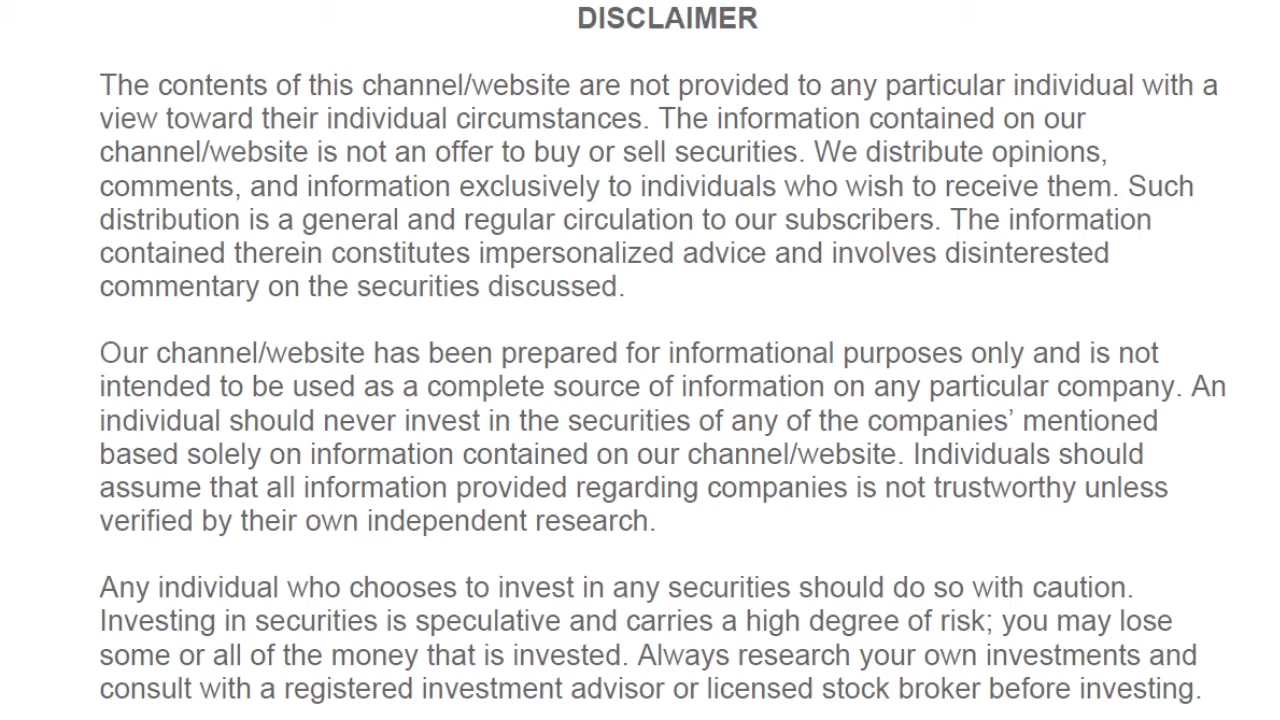 DISCLAIMER
The contents of this channel/website are not provided to any particular individual with a
view toward their individual circumstances. The information contained on our
channel/website is not an offer to buy or sell securities. We distribute opinions,
comments, and information exclusively to individuals who wish to receive them. Such
distribution is a general and regular circulation to our subscribers. The information
contained therein constitutes impersonalized advice and involves disinterested
commentary on the securities discussed.
Our channel/website has been prepared for informational purposes only and is not
intended to be used as a complete source of information on any particular company. An
individual should never invest in the securities of any of the companies’ mentioned
based solely on information contained on our channel/website. Individuals should
assume that all information provided regarding companies is not trustworthy unless
verified by their own independent research.
Any individual who chooses to invest in any securities should do so with caution.
Investing in securities is speculative and carries a high degree of risk; you may lose
some or all of the money that is invested. Always research your own investments and
consult with a registered investment advisor or licensed stock broker before investing.